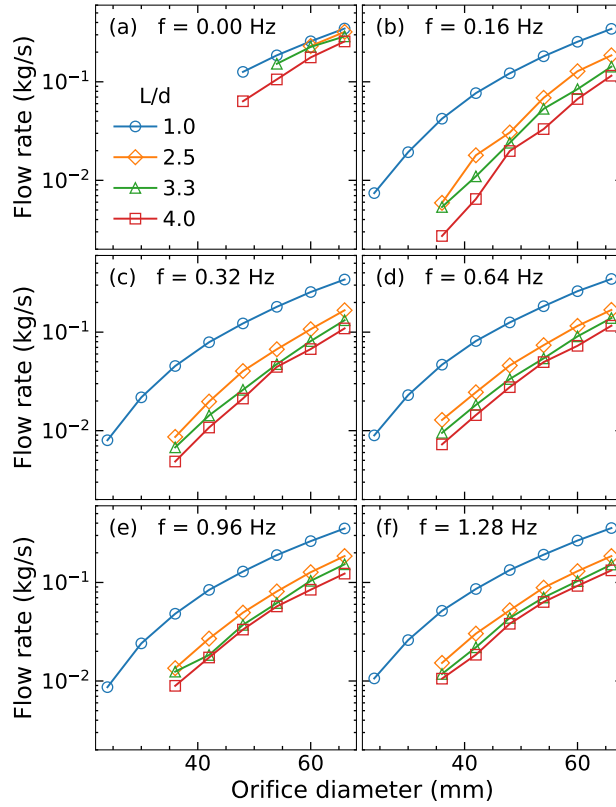 (a) f = 0.00 Hz
(b) f = 0.16 Hz
Flow rate (kg/s)
10⁻¹
10⁻²
L/d
1.0
2.5
3.3
4.0
(c) f = 0.32 Hz
(d) f = 0.64 Hz
Flow rate (kg/s)
10⁻¹
10⁻²
(e) f = 0.96 Hz
(f) f = 1.28 Hz
Flow rate (kg/s)
10⁻¹
10⁻²
40 60 40 60
Orifice diameter (mm)